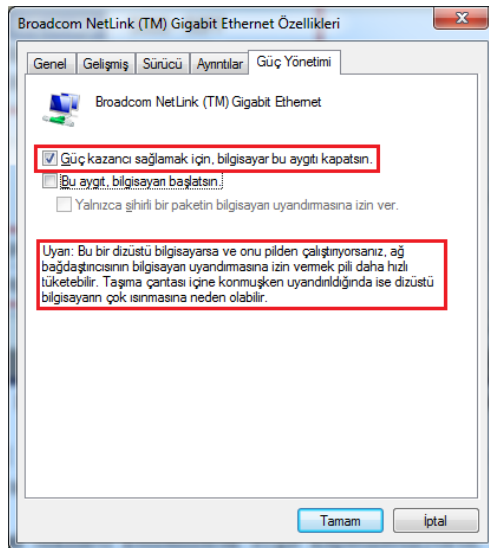 Broadcom NetLink (TM) Gigabit Ethernet Özellikleri
Genel Gelişmiş Sürücü Ayrıntılar Güç Yönetimi
Broadcom NetLink (TM) Gigabit Ethernet
Güç kazancı sağlamak için, bilgisayar bu aygıtı kapatsın.
Bu aygıt, bilgisayarı başlatsın.
Yalnızca sihirli bir paketin bilgisayarı uyandırmasına izin ver.
Uyarı: Bu bir dizüstü bilgisayarsa ve onu pilden çalıştırıyorsanız, ağ
bağdaştırıcısının bilgisayarı uyandırmasına izin vermek pili daha hızlı
tüketebilir. Taşıma çantası içine konmuşken uyandırıldığında ise dizüstü
bilgisayarın çok ısınmasına neden olabilir.
Tamam İptal